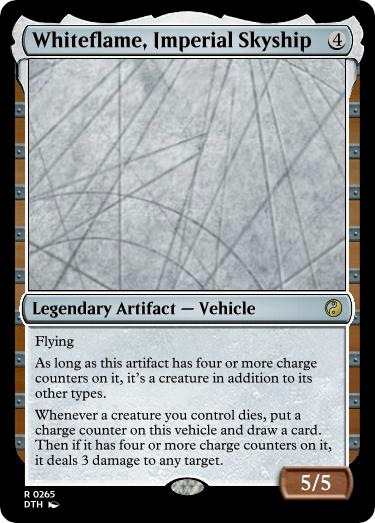 Whiteflame, Imperial Skyship 4
Legendary Artifact — Vehicle
Flying
As long as this artifact has four or more charge
counters on it, it's a creature in addition to its
other types.
Whenever a creature you control dies, put a
charge counter on this vehicle and draw a card.
Then if it has four or more charge counters on it,
it deals 3 damage to any target.
5/5
R 0265
DTH